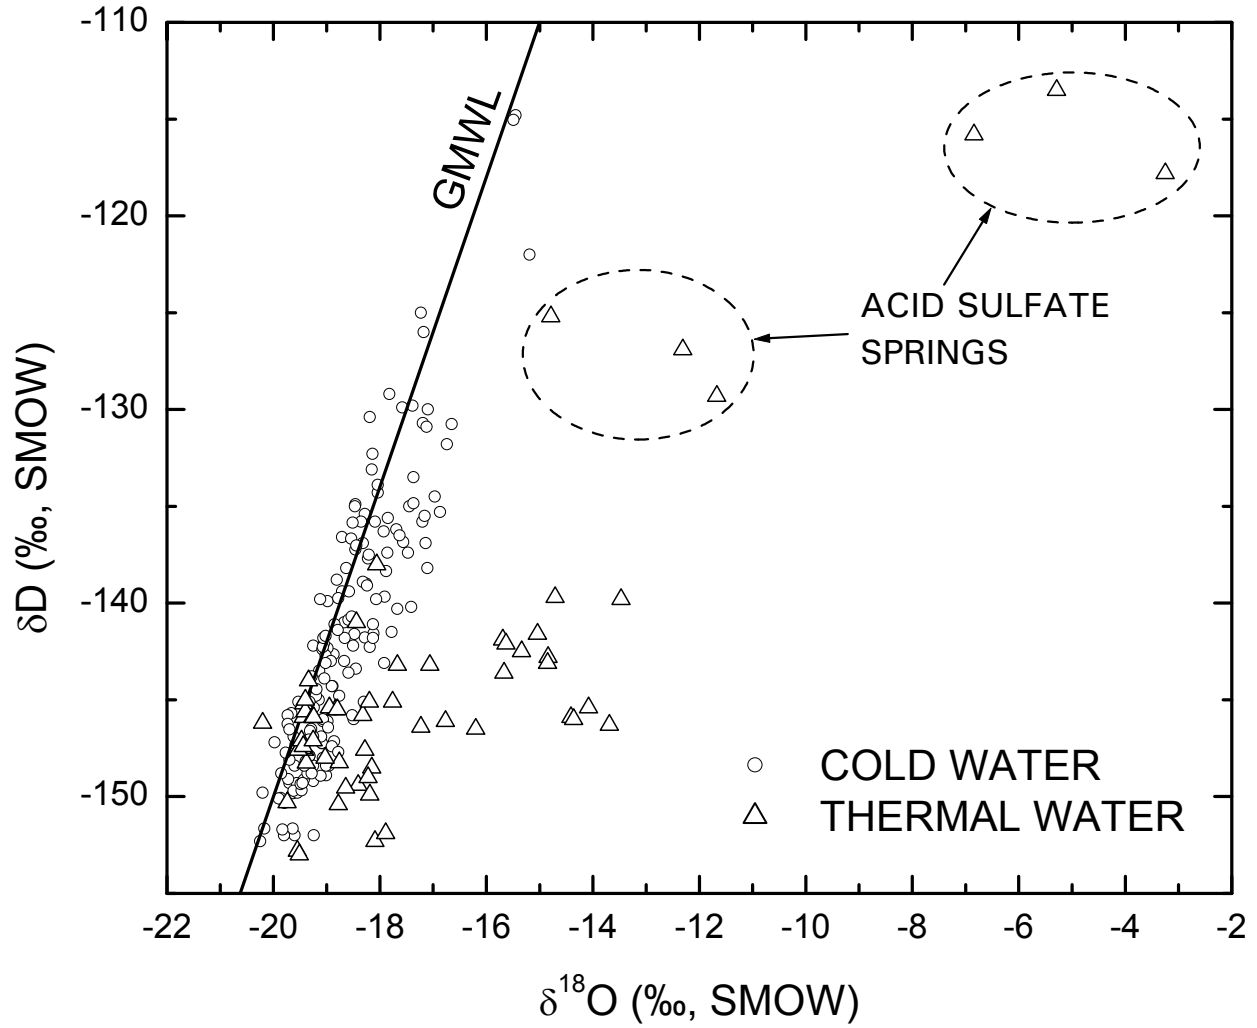 -110
-120
-130
-140
-150
δD (‰, SMOW)
GMWL
ACID SULFATE
SPRINGS
COLD WATER
THERMAL WATER
-22 -20 -18 -16 -14 -12 -10 -8 -6 -4 -2
δ¹⁸O (‰, SMOW)